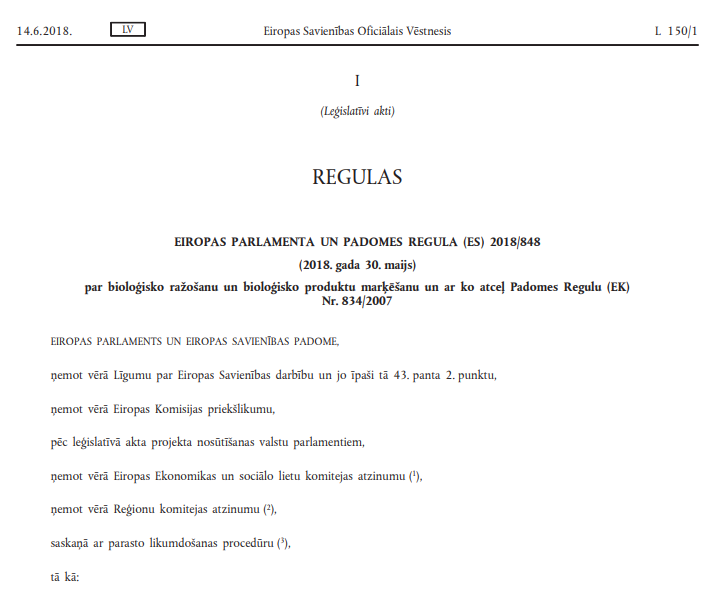 14.6.2018. LV Eiropas Savienības Oficiālais Vēstnesis L 150/1
I
(Leģislatīvi akti)
REGULAS
EIROPAS PARLAMENTA UN PADOMES REGULA (ES) 2018/848
(2018. gada 30. maijs)
par bioloģisko ražošanu un bioloģisko produktu marķēšanu un ar ko atceļ Padomes Regulu (EK)
Nr. 834/2007
EIROPAS PARLAMENTS UN EIROPAS SAVIENĪBAS PADOME,
ņemot vērā Līgumu par Eiropas Savienības darbību un jo īpaši tā 43. panta 2. punktu,
ņemot vērā Eiropas Komisijas priekšlikumu,
pēc leģislatīvā akta projekta nosūtīšanas valstu parlamentiem,
ņemot vērā Eiropas Ekonomikas un sociālo lietu komitejas atzinumu (¹),
ņemot vērā Reģionu komitejas atzinumu (²),
saskaņā ar parasto likumdošanas procedūru (³),
tā kā: